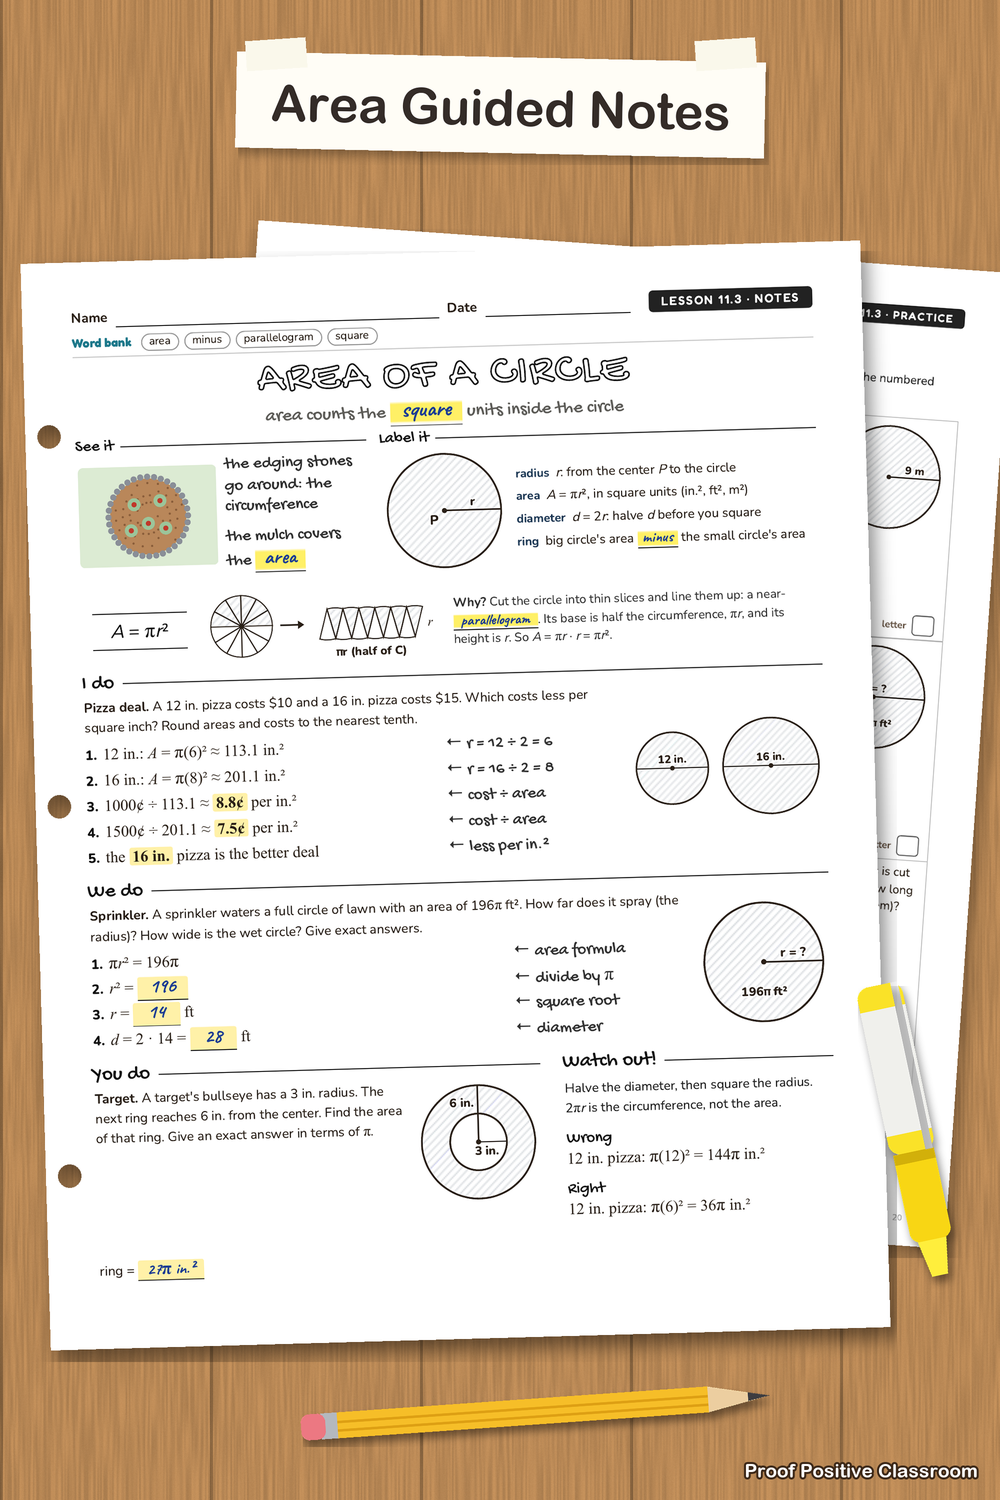 Area Guided Notes
Name
Date
LESSON 11.3 · NOTES
Word bank area minus parallelogram square
AREA OF A CIRCLE
area counts the square units inside the circle
See it
the edging stones
go around: the
circumference
the mulch covers
the area
Label it
r
P
radius r: from the center P to the circle
area A = πr², in square units (in.², ft², m²)
diameter d = 2r: halve d before you square
ring big circle's area minus the small circle's area
A = πr²
r
πr (half of C)
Why? Cut the circle into thin slices and line them up: a near-
parallelogram. Its base is half the circumference, πr, and its
height is r. So A = πr · r = πr².
I do
Pizza deal. A 12 in. pizza costs $10 and a 16 in. pizza costs $15. Which costs less per
square inch? Round areas and costs to the nearest tenth.
1. 12 in.: A = π(6)² ≈ 113.1 in.² ← r = 12 ÷ 2 = 6
2. 16 in.: A = π(8)² ≈ 201.1 in.² ← r = 16 ÷ 2 = 8
3. 1000¢ ÷ 113.1 ≈ 8.8¢ per in.² ← cost ÷ area
4. 1500¢ ÷ 201.1 ≈ 7.5¢ per in.² ← cost ÷ area
5. the 16 in. pizza is the better deal ← less per in.²
12 in.
16 in.
We do
Sprinkler. A sprinkler waters a full circle of lawn with an area of 196π ft². How far does it spray (the
radius)? How wide is the wet circle? Give exact answers.
1. πr² = 196π ← area formula
2. r² = 196 ← divide by π
3. r = 14 ft ← square root
4. d = 2 · 14 = 28 ft ← diameter
r = ?
196π ft²
You do
Target. A target's bullseye has a 3 in. radius. The
next ring reaches 6 in. from the center. Find the area
of that ring. Give an exact answer in terms of π.
6 in.
3 in.
ring = 27π in.²
Watch out!
Halve the diameter, then square the radius.
2πr is the circumference, not the area.
Wrong
12 in. pizza: π(12)² = 144π in.²
Right
12 in. pizza: π(6)² = 36π in.²
11.3 · PRACTICE
he numbered
9 m
letter
= ?
ft²
is cut
long
m)?
20
Proof Positive Classroom